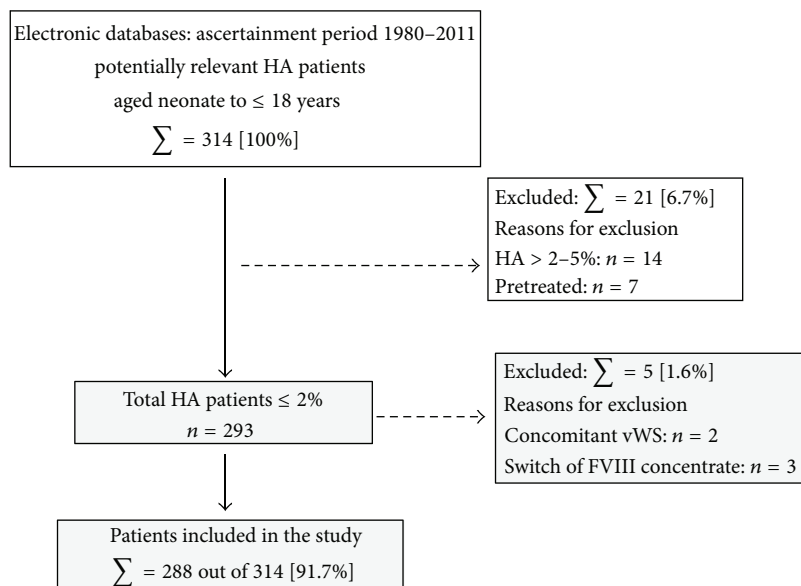 Electronic databases: ascertainment period 1980–2011
potentially relevant HA patients
aged neonate to ≤ 18 years
∑ = 314 [100%]
Excluded: ∑ = 21 [6.7%]
Reasons for exclusion
HA > 2–5%: n = 14
Pretreated: n = 7
Total HA patients ≤ 2%
n = 293
Excluded: ∑ = 5 [1.6%]
Reasons for exclusion
Concomitant vWS: n = 2
Switch of FVIII concentrate: n = 3
Patients included in the study
∑ = 288 out of 314 [91.7%]